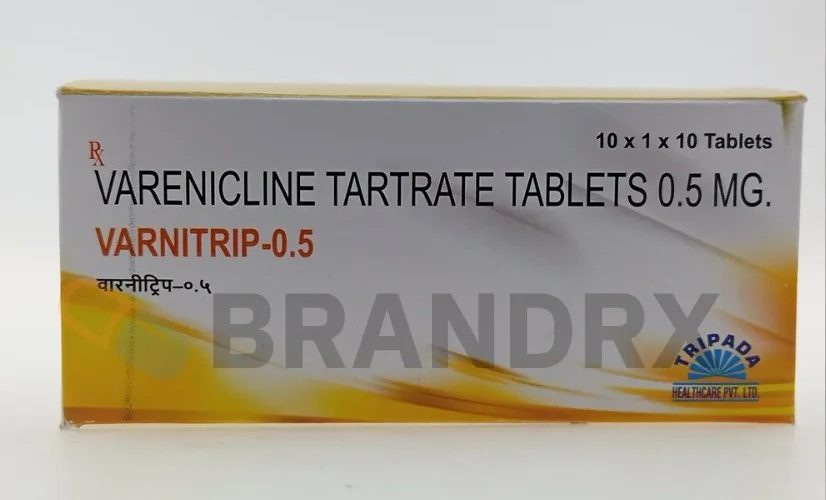 10 x 1 x 10 Tablets
Rx
VARENICLINE TARTRATE TABLETS 0.5 MG.
VARNITRIP-0.5
वारनीट्रिप–०.५
BRANDRX
TRIPADA
HEALTHCARE PVT. LTD.